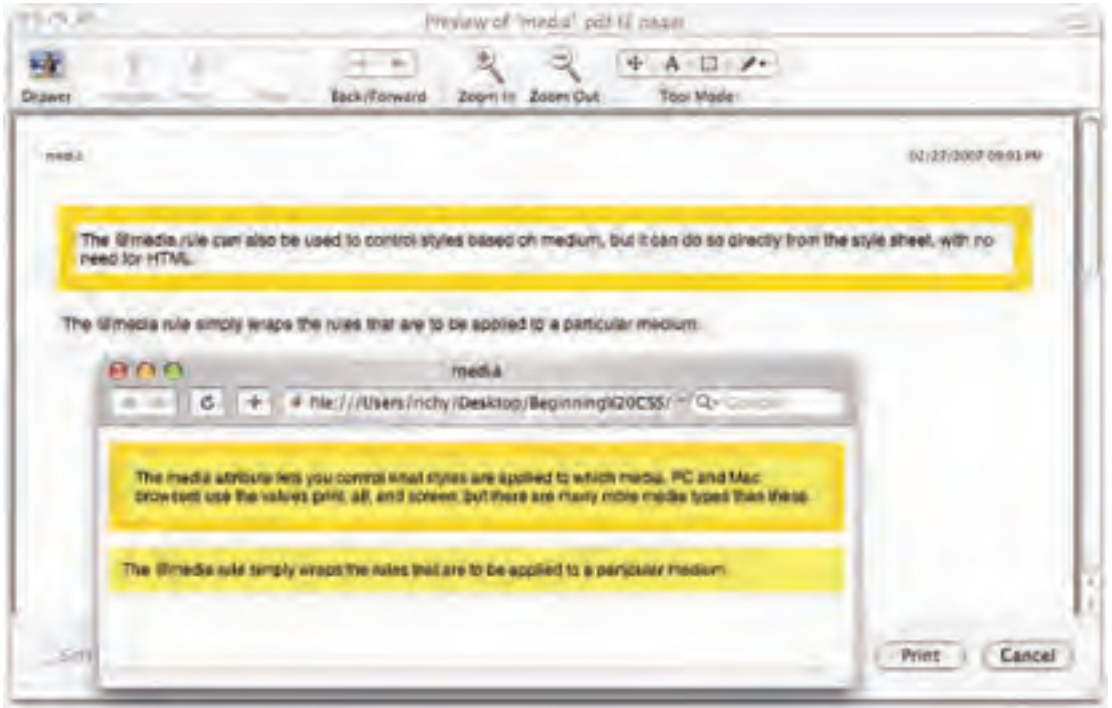 Preview of "media".pdf (2 pages)
Drawer
Back/Forward Zoom In Zoom Out Tool Mode
media 02/27/2007 09:03 PM
The @media rule can also be used to control styles based on medium, but it can do so directly from the style sheet, with no
need for HTML.
The @media rule simply wraps the rules that are to be applied to a particular medium.
media
file:///Users/richy/Desktop/Beginning%20CSS/
The media attribute lets you control what styles are applied to which media. PC and Mac
browsers use the values print, all, and screen, but there are many more media types than these.
The @media rule simply wraps the rules that are to be applied to a particular medium.
Print Cancel